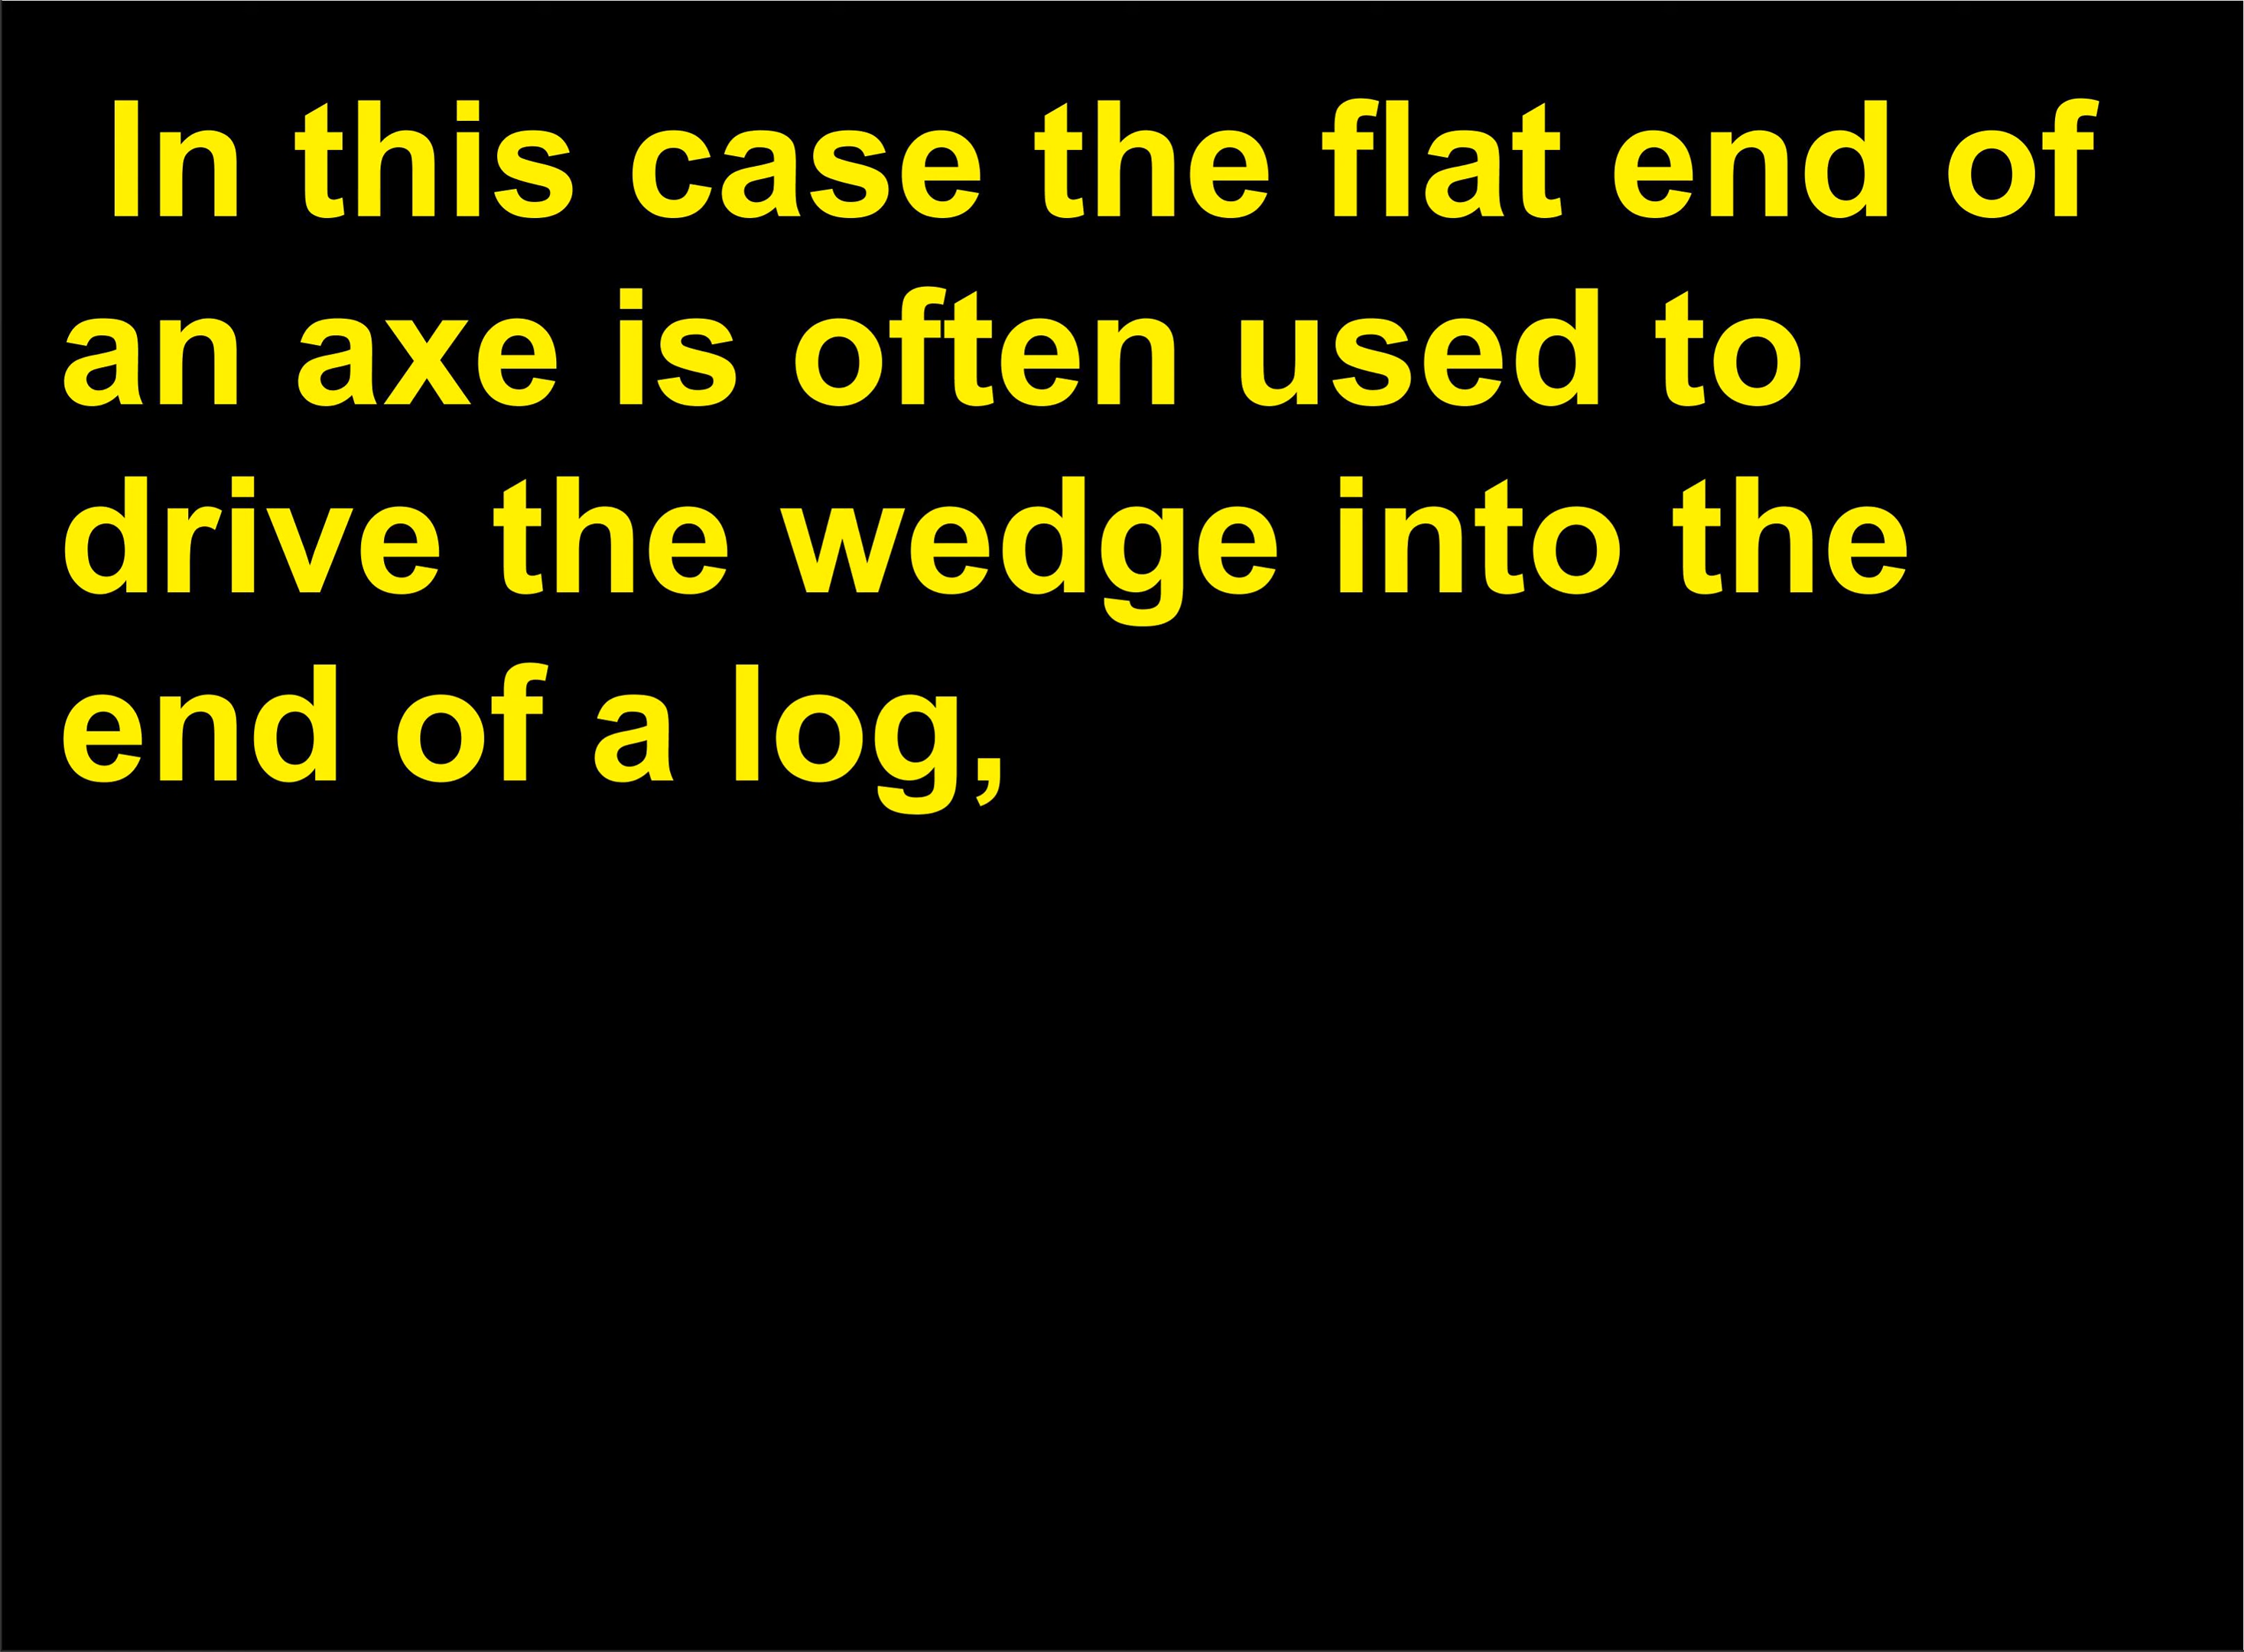 In this case the flat end of
an axe is often used to
drive the wedge into the
end of a log,